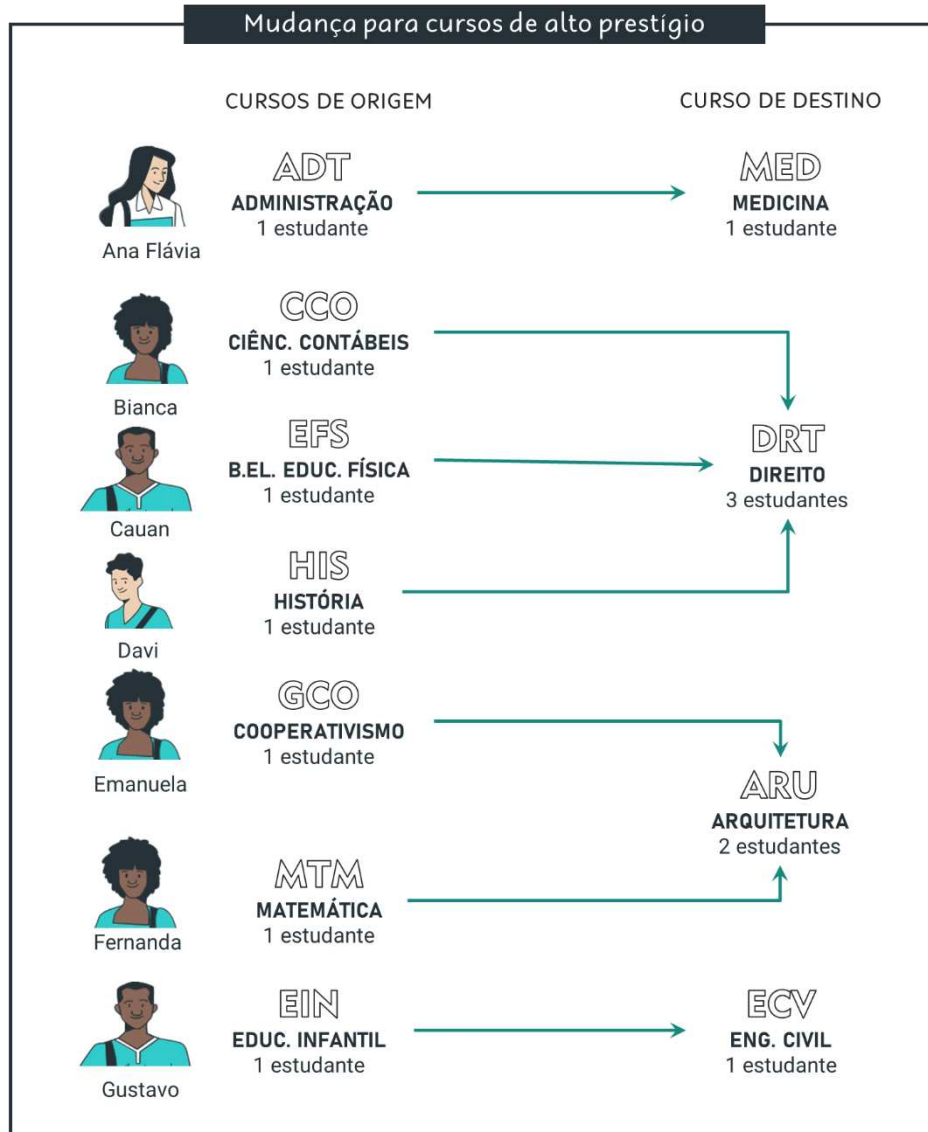 Mudança para cursos de alto prestígio
CURSOS DE ORIGEM
CURSO DE DESTINO
Ana Flávia
ADT
ADMINISTRAÇÃO
1 estudante
MED
MEDICINA
1 estudante
Bianca
CCO
CIÊNC. CONTÁBEIS
1 estudante
Cauan
EFS
B.EL. EDUC. FÍSICA
1 estudante
DRT
DIREITO
3 estudantes
Davi
HIS
HISTÓRIA
1 estudante
Emanuela
GCO
COOPERATIVISMO
1 estudante
ARU
ARQUITETURA
2 estudantes
Fernanda
MTM
MATEMÁTICA
1 estudante
Gustavo
EIN
EDUC. INFANTIL
1 estudante
ECV
ENG. CIVIL
1 estudante